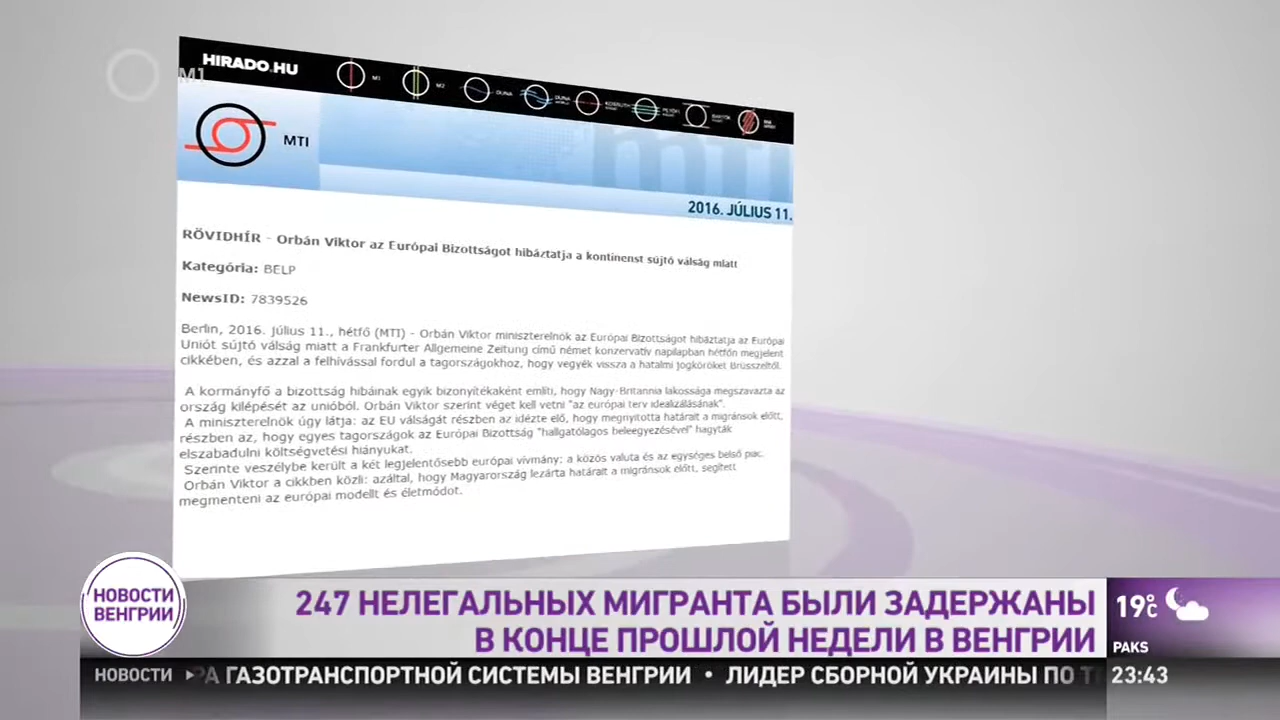 HIRADO.HU
M1
M1
M2
DUNA
DUNA
WORLD
KOSSUTH
PETŐFI
BARTÓK
MTI
mti
2016. JÚLIUS 11.
RÖVIDHÍR - Orbán Viktor az Európai Bizottságot hibáztatja a kontinenst sújtó válság miatt
Kategória: BELP
NewsID: 7839526
Berlin, 2016. július 11., hétfő (MTI) - Orbán Viktor miniszterelnök az Európai Bizottságot hibáztatja az Európai
Uniót sújtó válság miatt a Frankfurter Allgemeine Zeitung című német konzervatív napilapban hétfőn megjelent
cikkében, és azzal a felhívással fordul a tagországokhoz, hogy vegyék vissza a hatalmi jogköröket Brüsszeltől.
A kormányfő a bizottság hibáinak egyik bizonyítékaként említi, hogy Nagy-Britannia lakossága megszavazta az
ország kilépését az unióból. Orbán Viktor szerint véget kell vetni "az európai terv idealizálásának".
A miniszterelnök úgy látja: az EU válságát részben az idézte elő, hogy megnyitotta határait a migránsok előtt,
részben az, hogy egyes tagországok az Európai Bizottság "hallgatólagos beleegyezésével" hagyták
elszabadulni költségvetési hiányukat.
Szerinte veszélybe került a két legjelentősebb európai vívmány: a közös valuta és az egységes belső piac.
Orbán Viktor a cikkben közli: azáltal, hogy Magyarország lezárta határait a migránsok előtt, segített
megmenteni az európai modellt és életmódot.
НОВОСТИ
ВЕНГРИИ
247 НЕЛЕГАЛЬНЫХ МИГРАНТА БЫЛИ ЗАДЕРЖАНЫ
В КОНЦЕ ПРОШЛОЙ НЕДЕЛИ В ВЕНГРИИ
19°C
PAKS
НОВОСТИ
РА ГАЗОТРАНСПОРТНОЙ СИСТЕМЫ ВЕНГРИИ • ЛИДЕР СБОРНОЙ УКРАИНЫ ПО
23:43